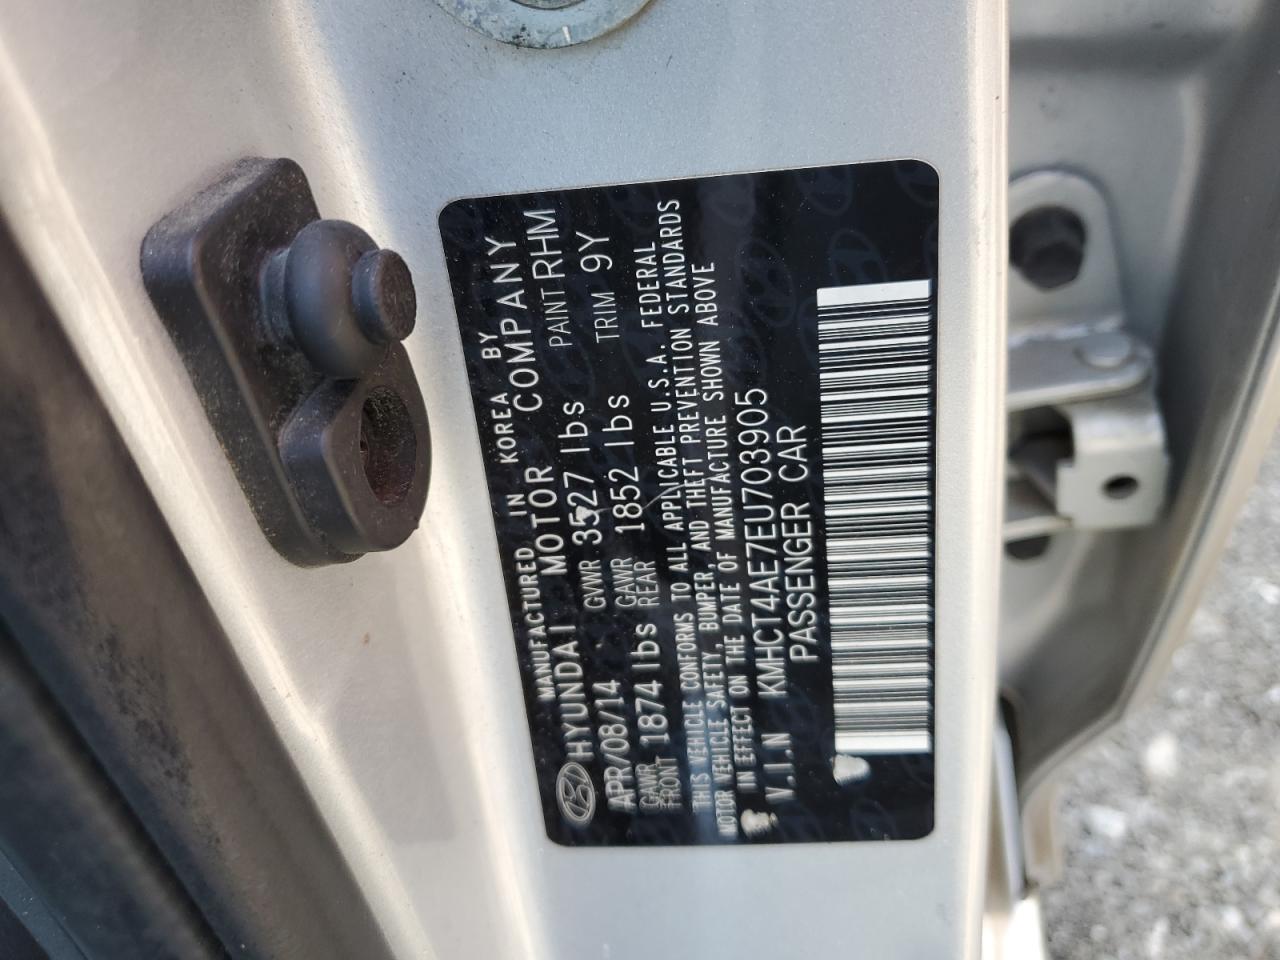 MANUFACTURED IN KOREA BY
HYUNDAI MOTOR COMPANY
APR/08/14 GVWR 3527 lbs PAINT RHM
GAWR FRONT 1874 lbs GAWR REAR 1852 lbs TRIM 9Y
THIS VEHICLE CONFORMS TO ALL APPLICABLE U.S.A. FEDERAL
MOTOR VEHICLE SAFETY, BUMPER, AND THEFT PREVENTION STANDARDS
IN EFFECT ON THE DATE OF MANUFACTURE SHOWN ABOVE
V.I.N KMHCT4AE7EU703905
PASSENGER CAR